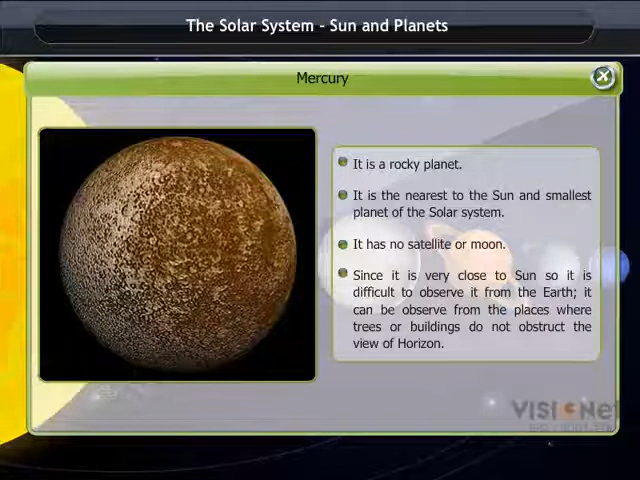 The Solar System - Sun and Planets
Mercury
It is a rocky planet.
It is the nearest to the Sun and smallest
planet of the Solar system.
It has no satellite or moon.
Since it is very close to Sun so it is
difficult to observe it from the Earth; it
can be observe from the places where
trees or buildings do not obstruct the
view of Horizon.
VISIONet